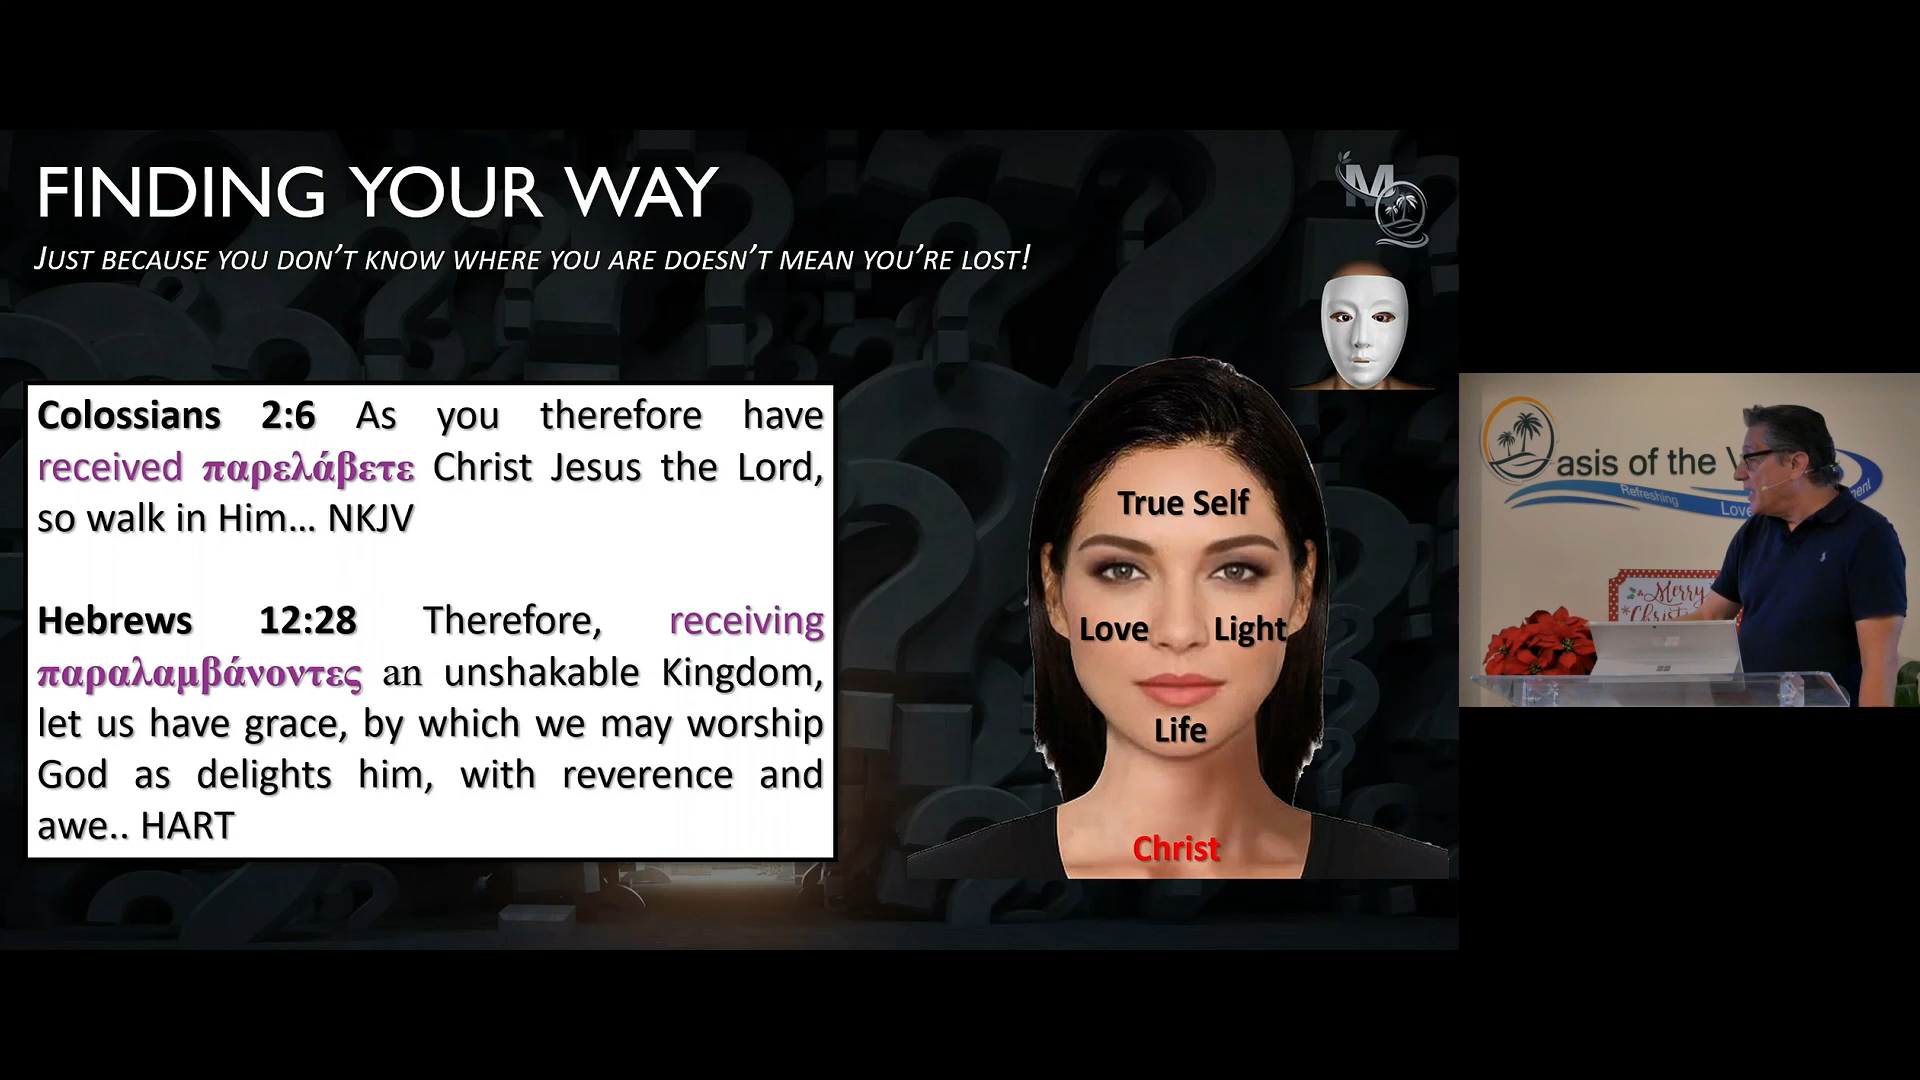 FINDING YOUR WAY
JUST BECAUSE YOU DON'T KNOW WHERE YOU ARE DOESN'T MEAN YOU'RE LOST!
M
Colossians 2:6 As you therefore have
received παρελάβετε Christ Jesus the Lord,
so walk in Him... NKJV
Hebrews 12:28 Therefore, receiving
παραλαμβάνοντες an unshakable Kingdom,
let us have grace, by which we may worship
God as delights him, with reverence and
awe.. HART
True Self
Love Light
Life
Christ
asis of the V
Refreshing
Love
Merry
Christ